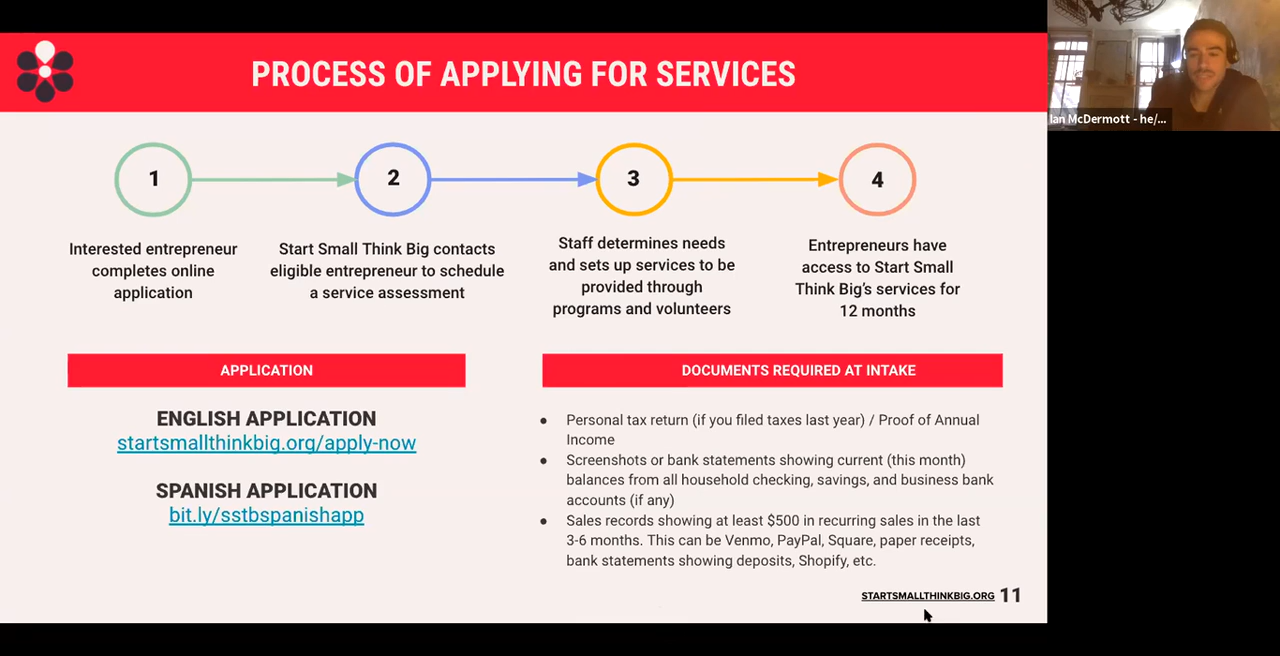 PROCESS OF APPLYING FOR SERVICES
Ian McDermott - he/...
1
2
3
4
Interested entrepreneur
completes online
application
Start Small Think Big contacts
eligible entrepreneur to schedule
a service assessment
Staff determines needs
and sets up services to be
provided through
programs and volunteers
Entrepreneurs have
access to Start Small
Think Big's services for
12 months
APPLICATION
ENGLISH APPLICATION
startsmallthinkbig.org/apply-now
SPANISH APPLICATION
bit.ly/sstbspanishapp
DOCUMENTS REQUIRED AT INTAKE
● Personal tax return (if you filed taxes last year) / Proof of Annual
Income
● Screenshots or bank statements showing current (this month)
balances from all household checking, savings, and business bank
accounts (if any)
● Sales records showing at least $500 in recurring sales in the last
3-6 months. This can be Venmo, PayPal, Square, paper receipts,
bank statements showing deposits, Shopify, etc.
STARTSMALLTHINKBIG.ORG 11